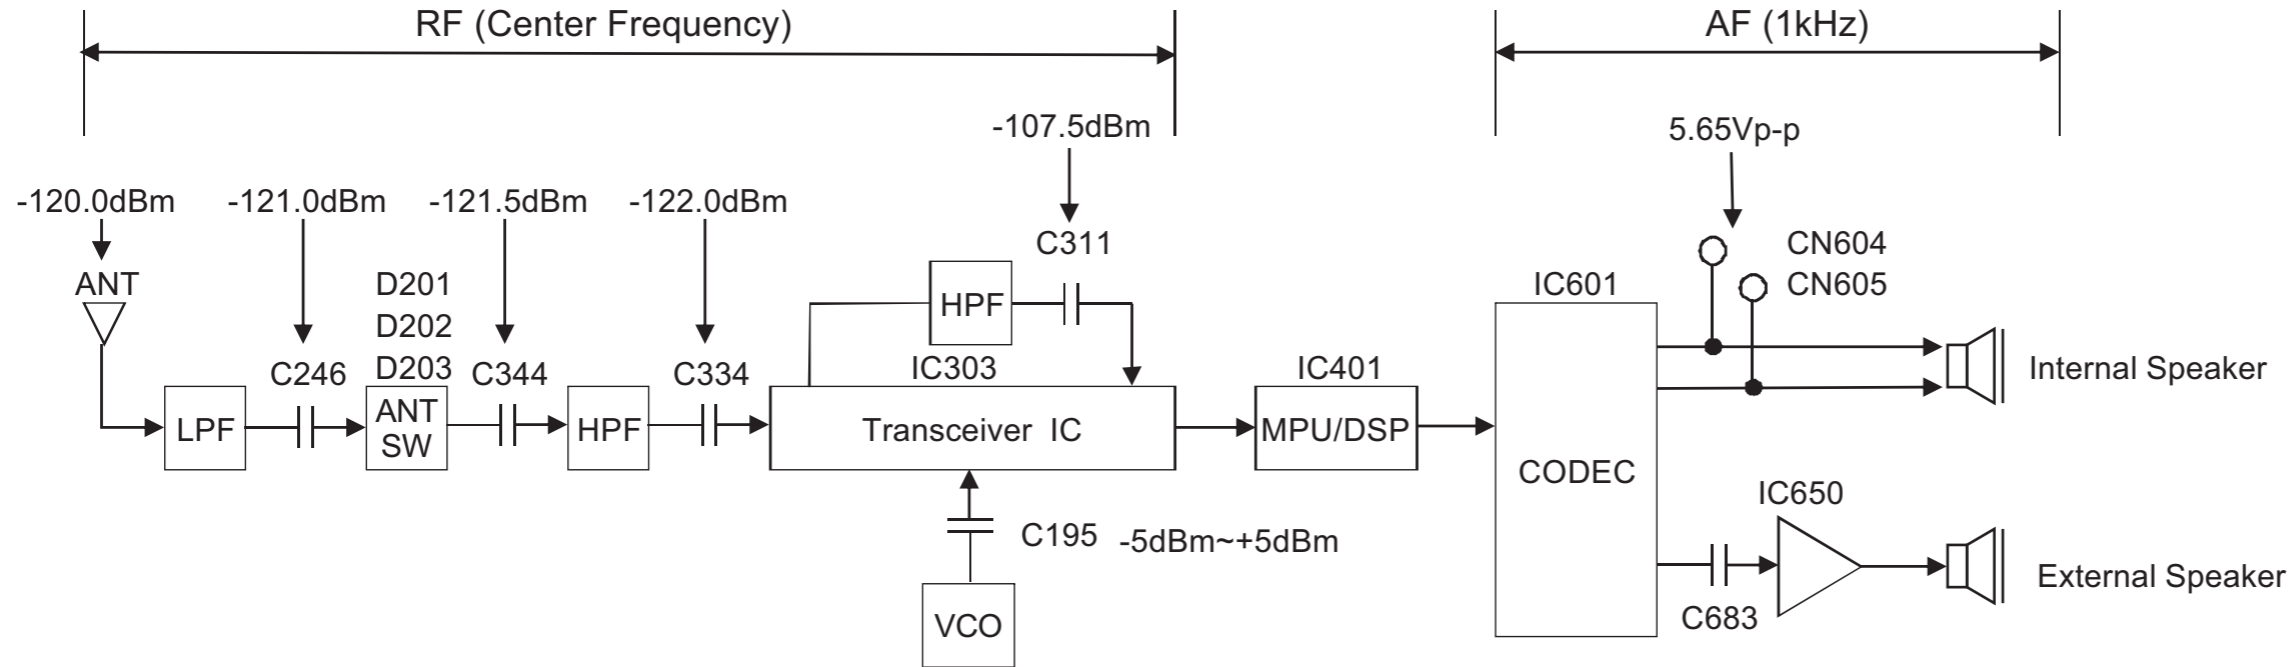 RF (Center Frequency)
AF (1kHz)
-107.5dBm
5.65Vp-p
-120.0dBm
-121.0dBm
-121.5dBm
-122.0dBm
C311
CN604
CN605
ANT
D201
D202
D203
HPF
IC601
C246
C344
C334
IC303
IC401
Internal Speaker
LPF
ANT
SW
HPF
Transceiver IC
MPU/DSP
CODEC
IC650
C195
-5dBm~+5dBm
External Speaker
VCO
C683